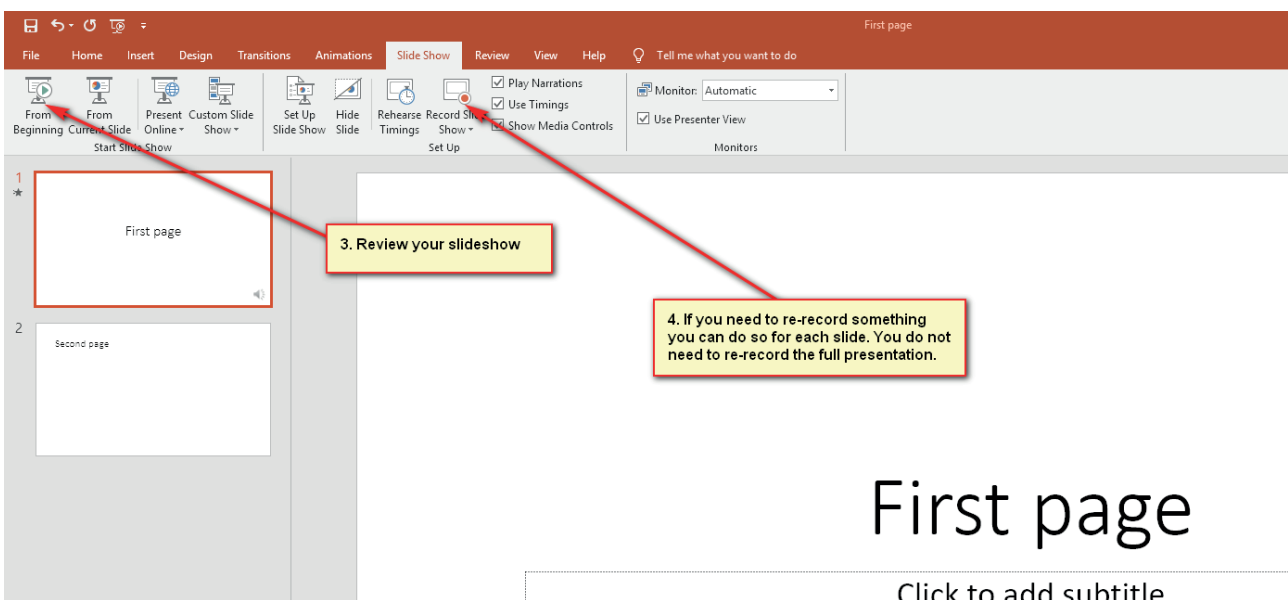 First page
File Home Insert Design Transitions Animations Slide Show Review View Help Tell me what you want to do
From Beginning
From Current Slide
Present Online
Custom Slide Show
Start Slide Show
Set Up Slide Show
Hide Slide
Rehearse Timings
Record Slide Show
Play Narrations
Use Timings
Show Media Controls
Set Up
Monitor: Automatic
Use Presenter View
Monitors
1
First page
2
Second page
3. Review your slideshow
4. If you need to re-record something
you can do so for each slide. You do not
need to re-record the full presentation.
First page
Click to add subtitle